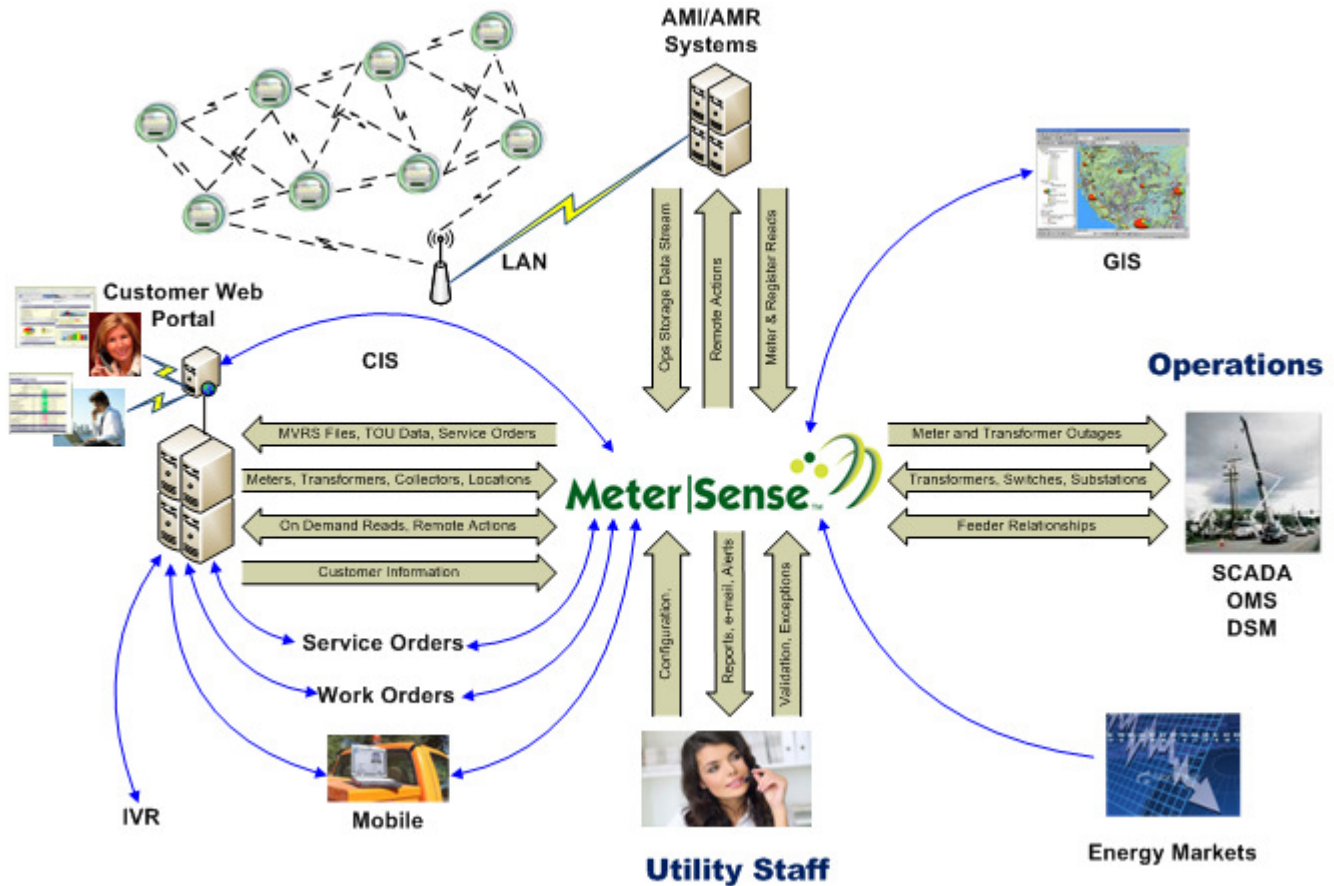 AMI/AMR
Systems
LAN
GIS
Customer Web
Portal
CIS
Ops Storage Data Stream
Remote Actions
Meter & Register Reads
Operations
MVRS Files, TOU Data, Service Orders
Meters, Transformers, Collectors, Locations
On Demand Reads, Remote Actions
Customer Information
Meter|Sense™
Meter and Transformer Outages
Transformers, Switches, Substations
Feeder Relationships
SCADA
OMS
DSM
Configuration,
Reports, e-mail, Alerts
Validation, Exceptions
Service Orders
Work Orders
IVR
Mobile
Utility Staff
Energy Markets